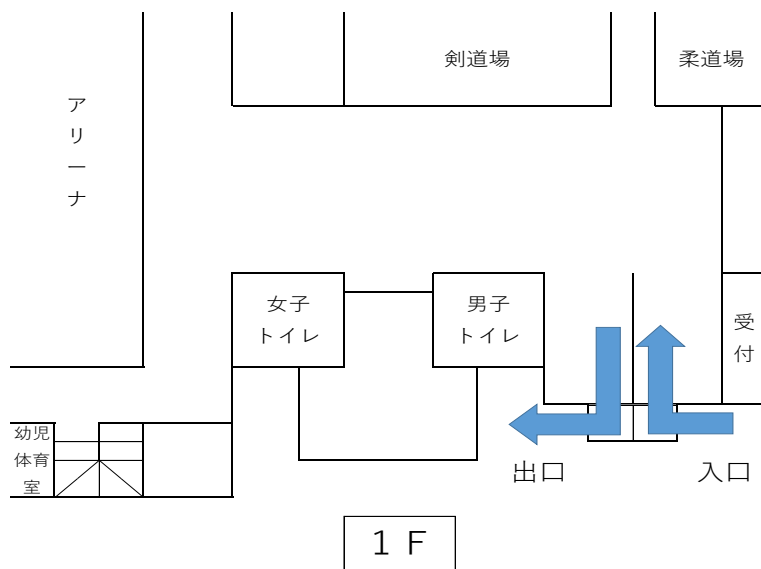 剣道場
柔道場
アリーナ
女子
トイレ
男子
トイレ
受付
幼児
体育
室
出口
入口
１Ｆ